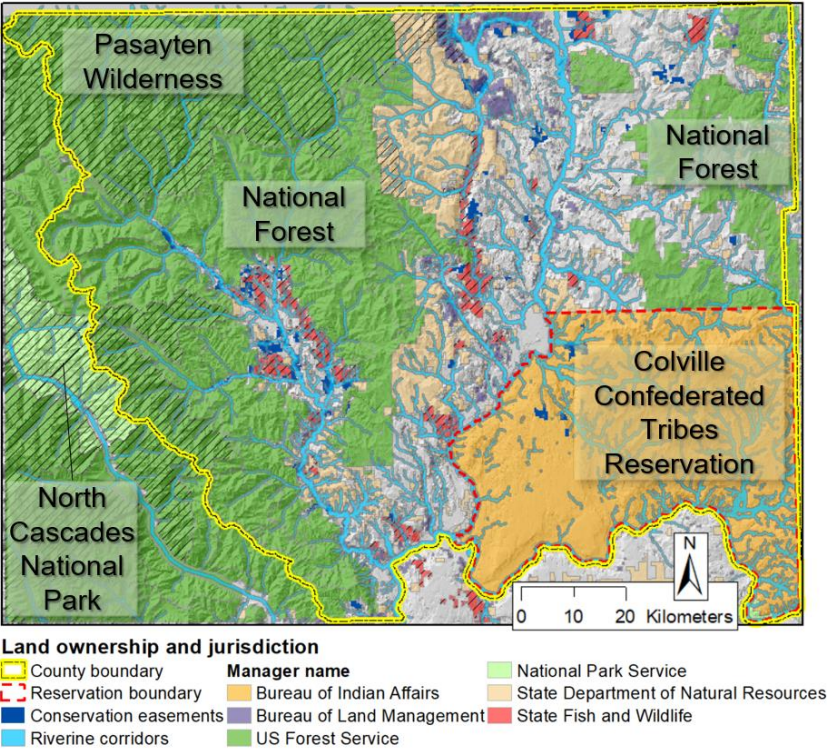 Pasayten
Wilderness
National
Forest
National
Forest
Colville
Confederated
Tribes
Reservation
North
Cascades
National
Park
N
0 10 20 Kilometers
Land ownership and jurisdiction
County boundary
Reservation boundary
Conservation easements
Riverine corridors
Manager name
Bureau of Indian Affairs
Bureau of Land Management
US Forest Service
National Park Service
State Department of Natural Resources
State Fish and Wildlife